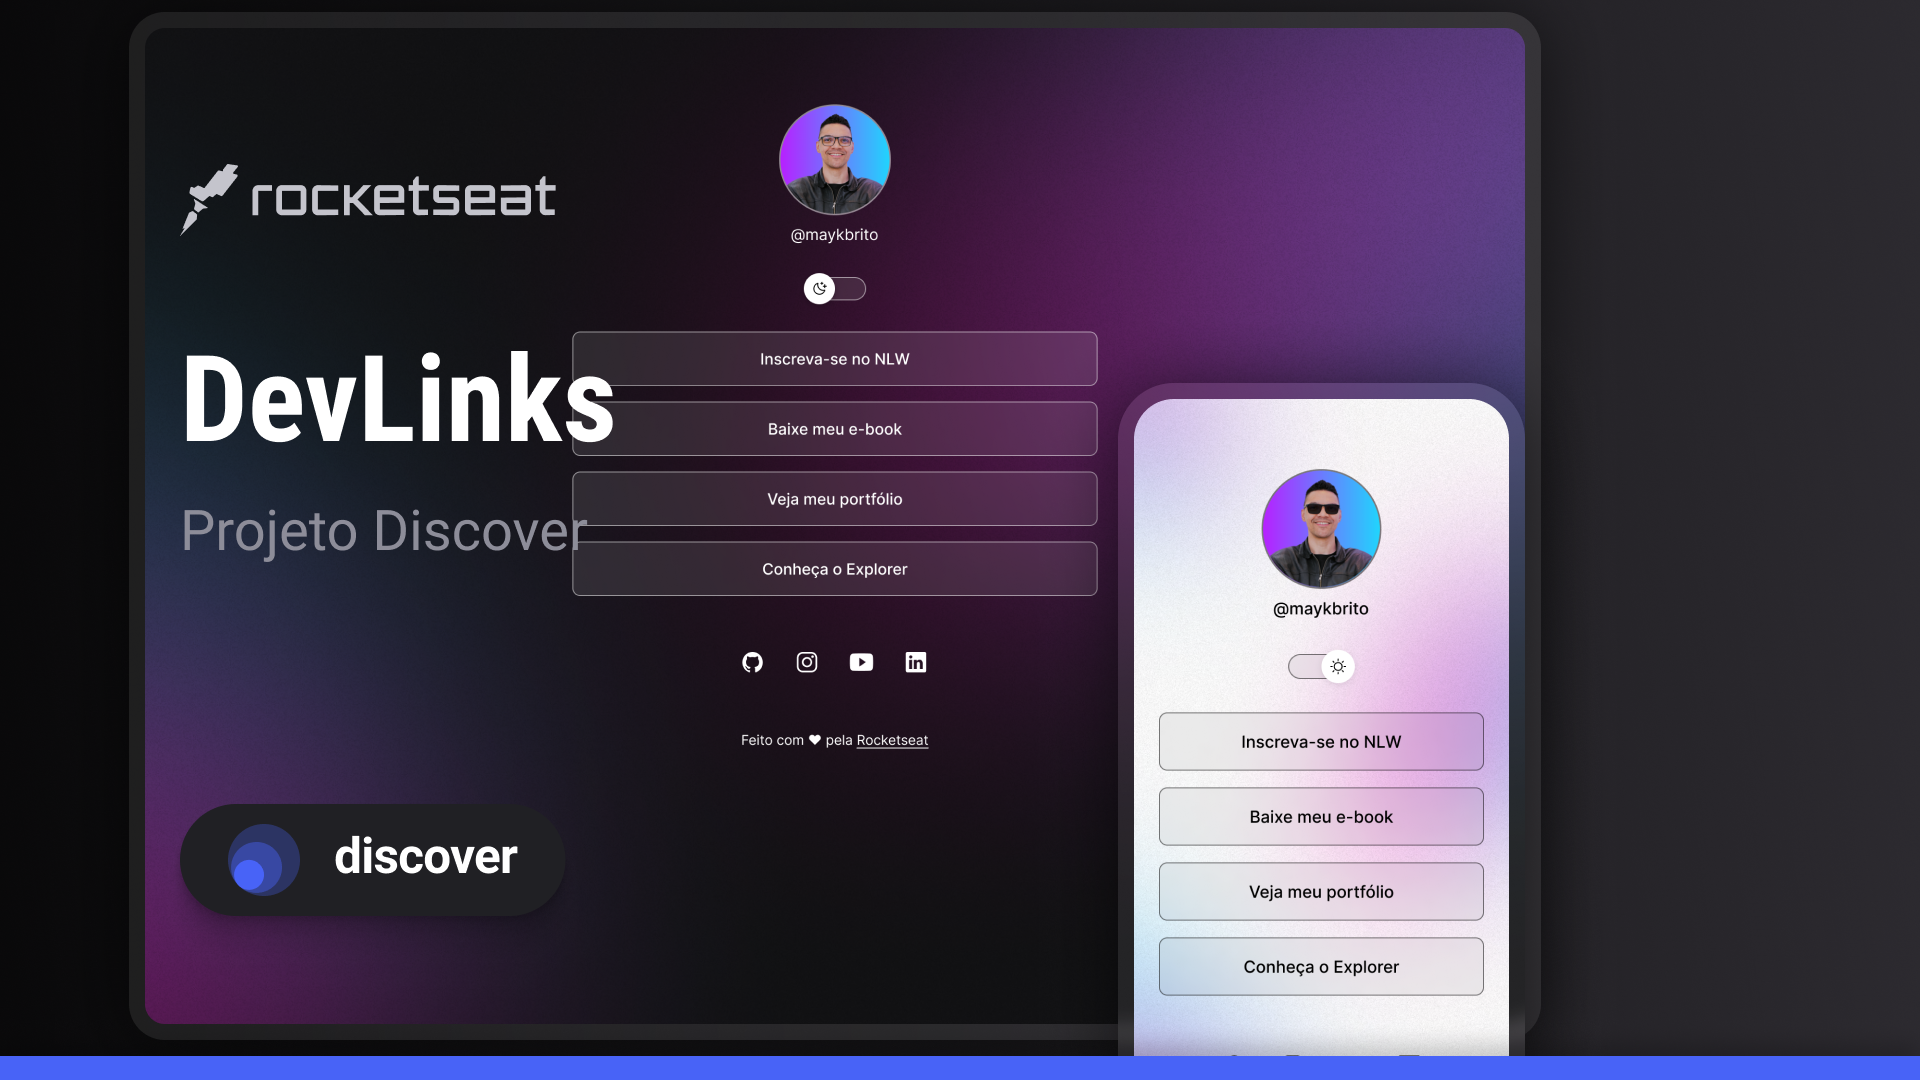 rocketseat
DevLinks
Projeto Discover
discover
@maykbrito
Inscreva-se no NLW
Baixe meu e-book
Veja meu portfólio
Conheça o Explorer
in
Feito com ♥ pela Rocketseat
@maykbrito
Inscreva-se no NLW
Baixe meu e-book
Veja meu portfólio
Conheça o Explorer